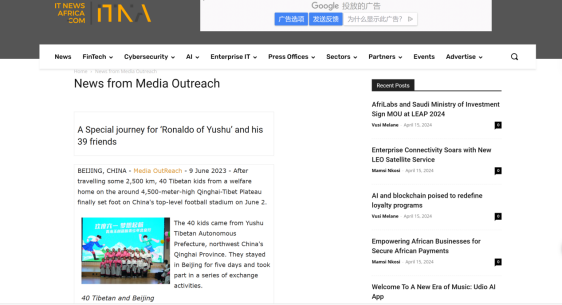 IT NEWS
AFRICA
.COM
ITNA
Google 投放的广告
广告选项 发送反馈 为什么显示此广告? ▷
News FinTech Cybersecurity AI Enterprise IT Press Offices Sectors Partners Events Advertise
Home > News from Media Outreach
News from Media Outreach
A Special journey for ‘Ronaldo of Yushu’ and his
39 friends
BEIJING, CHINA - Media OutReach - 9 June 2023 - After
travelling some 2,500 km, 40 Tibetan kids from a welfare
home on the around 4,500-meter-high Qinghai-Tibet Plateau
finally set foot on China's top-level football stadium on June 2.
The 40 kids came from Yushu
Tibetan Autonomous
Prefecture, northwest China's
Qinghai Province. They stayed
in Beijing for five days and took
part in a series of exchange
activities.
40 Tibetan and Beijing
Recent Posts
AfriLabs and Saudi Ministry of Investment
Sign MOU at LEAP 2024
Vusi Melane - April 15, 2024 0
Enterprise Connectivity Soars with New
LEO Satellite Service
Mamsi Nkosi - April 15, 2024 0
AI and blockchain poised to redefine
loyalty programs
Vusi Melane - April 15, 2024 0
Empowering African Businesses for
Secure African Payments
Mamsi Nkosi - April 15, 2024 0
Welcome To A New Era of Music: Udio AI
App